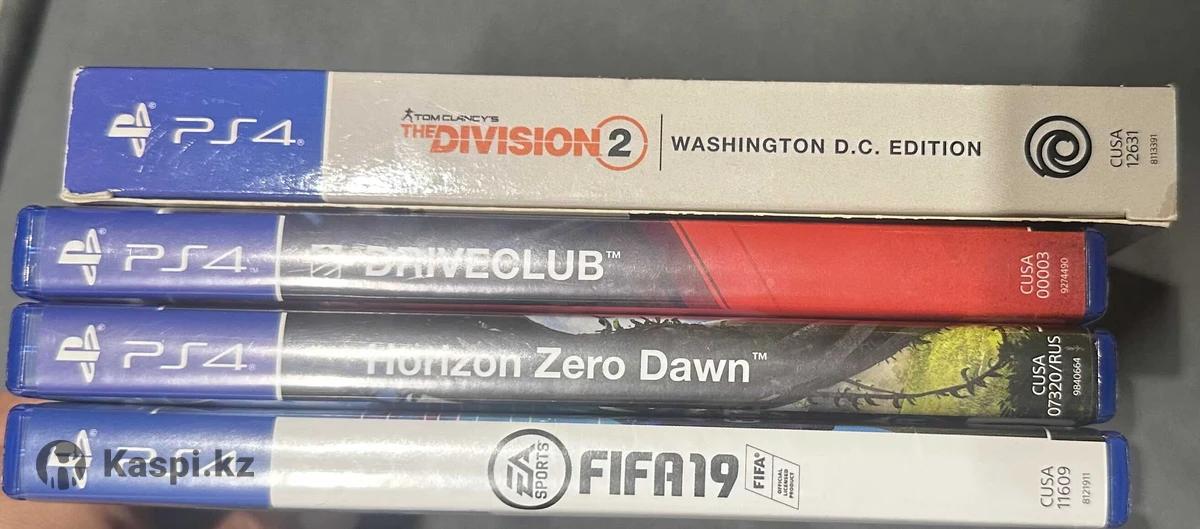 PS4
TOM CLANCY'S
THE DIVISION 2
WASHINGTON D.C. EDITION
CUSA
12631
8113391
PS4™
DRIVECLUB™
CUSA
00003
9274490
PS4
Horizon Zero Dawn™
CUSA
07320/RUS
9840664
PS4
EA
SPORTS
FIFA19
FIFA®
OFFICIAL
LICENSED
PRODUCT
CUSA
11609
8121911
Kaspi.kz